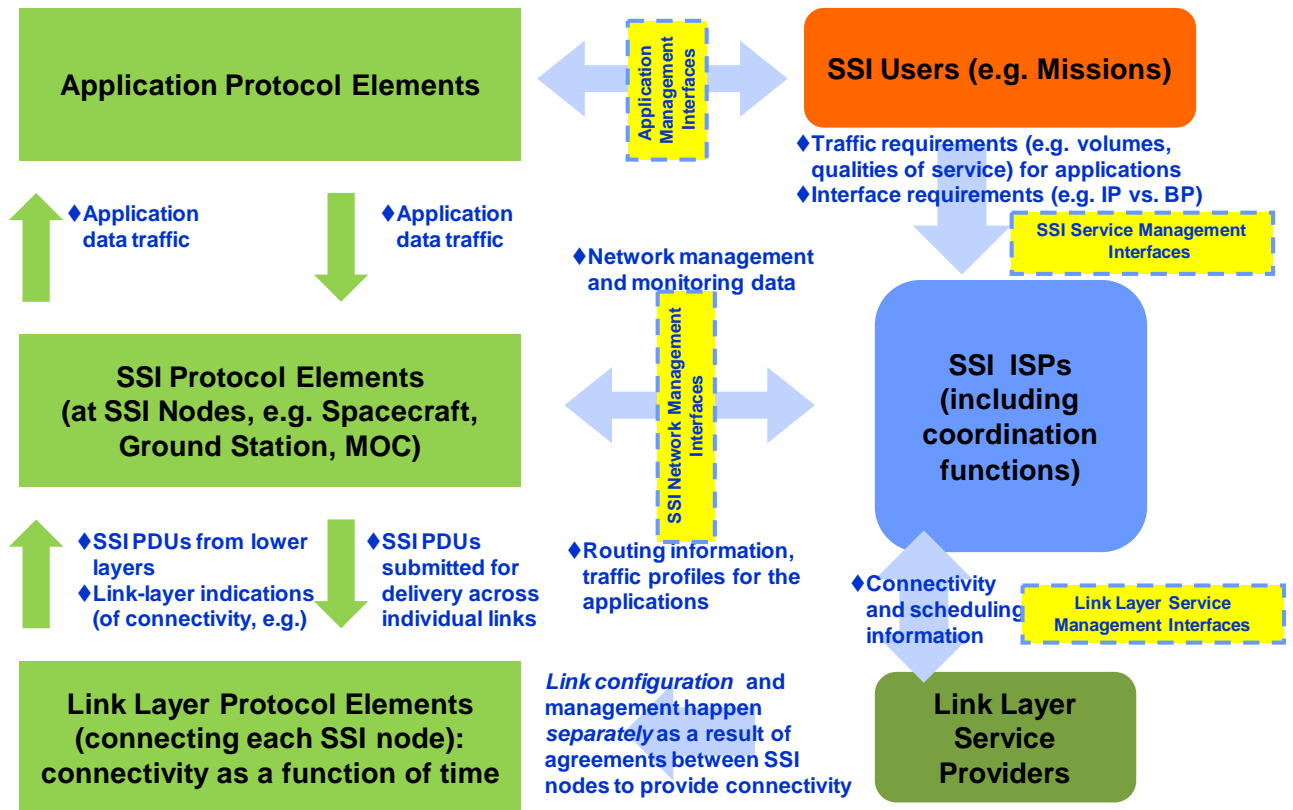 Application Protocol Elements
Application
Management
Interfaces
SSI Users (e.g. Missions)
♦Traffic requirements (e.g. volumes,
qualities of service) for applications
♦Interface requirements (e.g. IP vs. BP)
SSI Service Management
Interfaces
♦Application
data traffic
♦Application
data traffic
♦Network management
and monitoring data
SSI Protocol Elements
(at SSI Nodes, e.g. Spacecraft,
Ground Station, MOC)
SSI Network Management
Interfaces
SSI ISPs
(including
coordination
functions)
♦SSI PDUs from lower
layers
♦Link-layer indications
(of connectivity, e.g.)
♦SSI PDUs
submitted for
delivery across
individual links
♦Routing information,
traffic profiles for the
applications
♦Connectivity
and scheduling
information
Link Layer Service
Management Interfaces
Link Layer Protocol Elements
(connecting each SSI node):
connectivity as a function of time
Link configuration and
management happen
separately as a result of
agreements between SSI
nodes to provide connectivity
Link Layer
Service
Providers